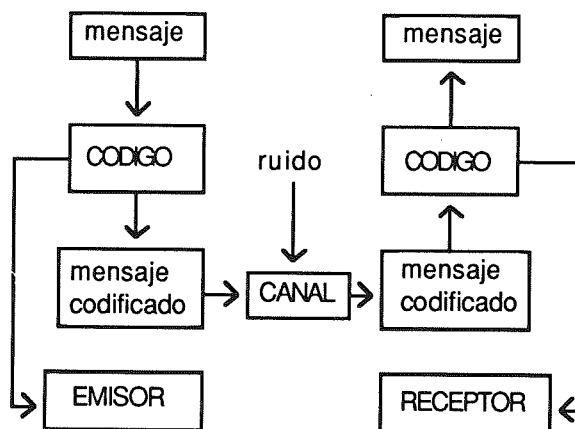 mensaje
mensaje
CODIGO
ruido
CODIGO
mensaje
codificado
CANAL
mensaje
codificado
EMISOR
RECEPTOR